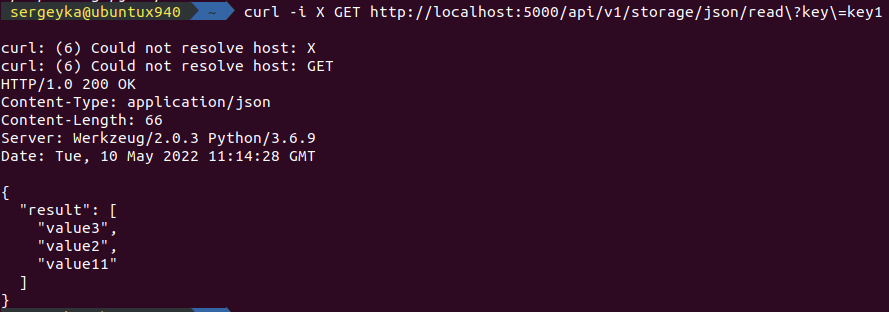 sergeyka@ubuntux940 ~ curl -i X GET http://localhost:5000/api/v1/storage/json/read\?key\=key1
curl: (6) Could not resolve host: X
curl: (6) Could not resolve host: GET
HTTP/1.0 200 OK
Content-Type: application/json
Content-Length: 66
Server: Werkzeug/2.0.3 Python/3.6.9
Date: Tue, 10 May 2022 11:14:28 GMT
{
  "result": [
    "value3",
    "value2",
    "value11"
  ]
}